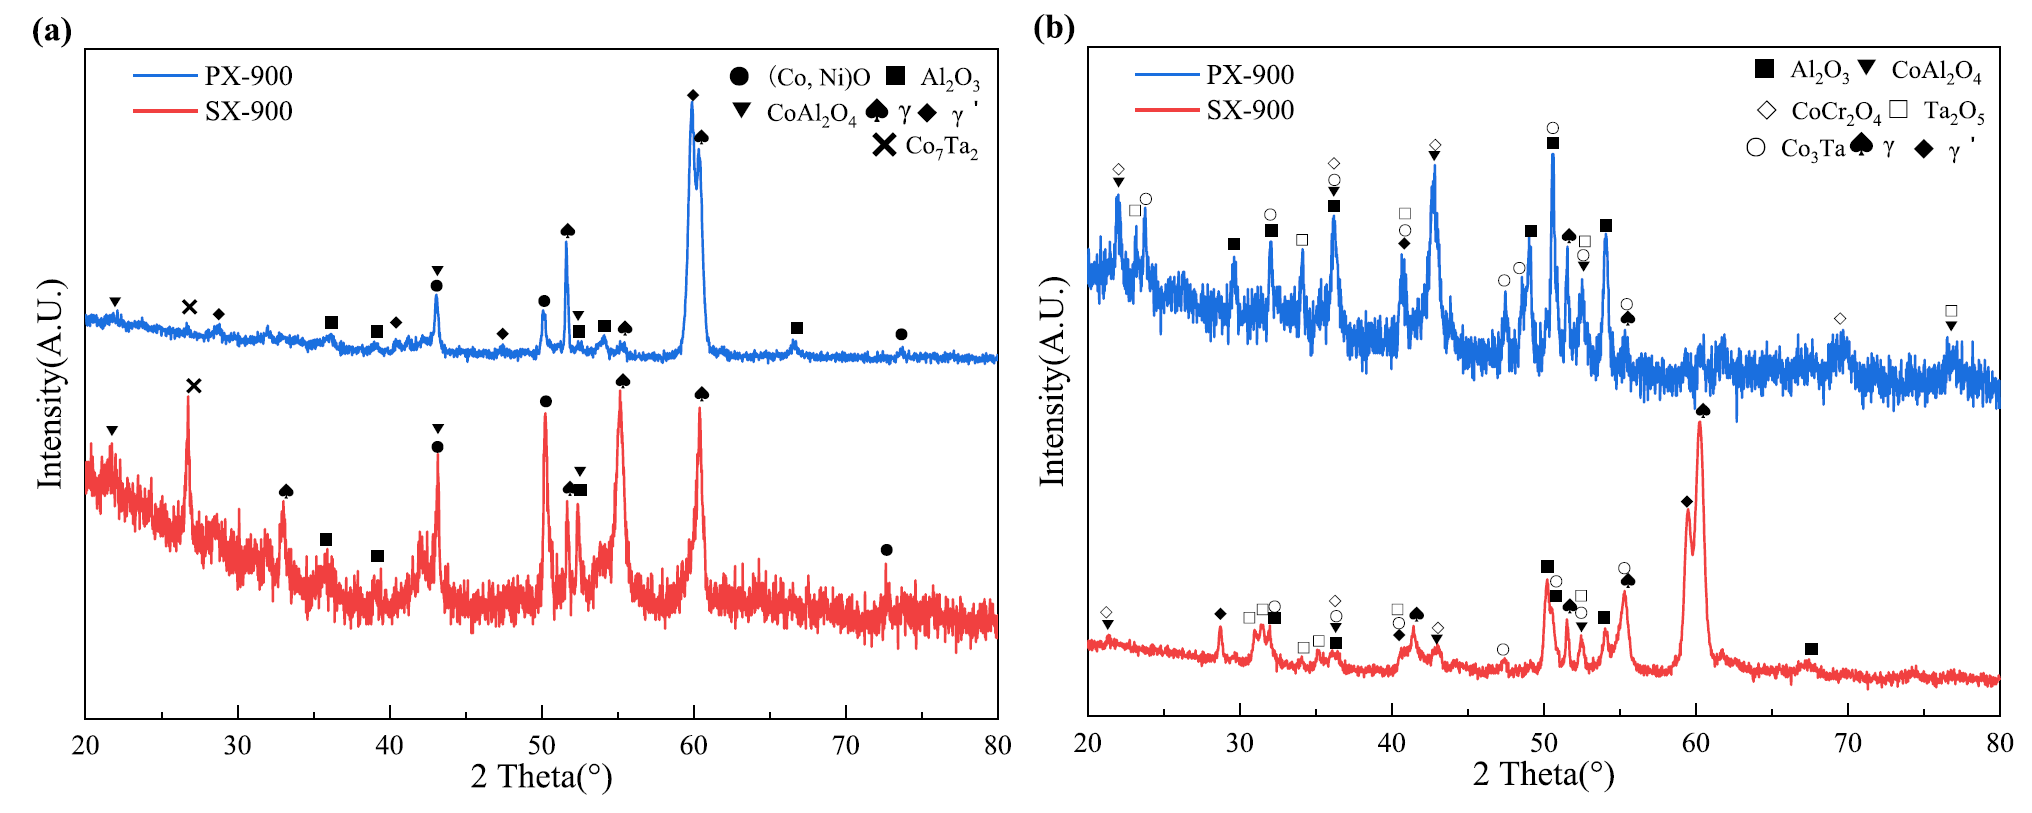 (a)
PX-900
SX-900
(Co, Ni)O
Al₂O₃
CoAl₂O₄
γ
γ'
Co₇Ta₂
Intensity(A.U.)
20 30 40 50 60 70 80
2 Theta(°)
(b)
PX-900
SX-900
Al₂O₃
CoAl₂O₄
CoCr₂O₄
Ta₂O₅
Co₃Ta
γ
γ'
Intensity(A.U.)
20 30 40 50 60 70 80
2 Theta(°)